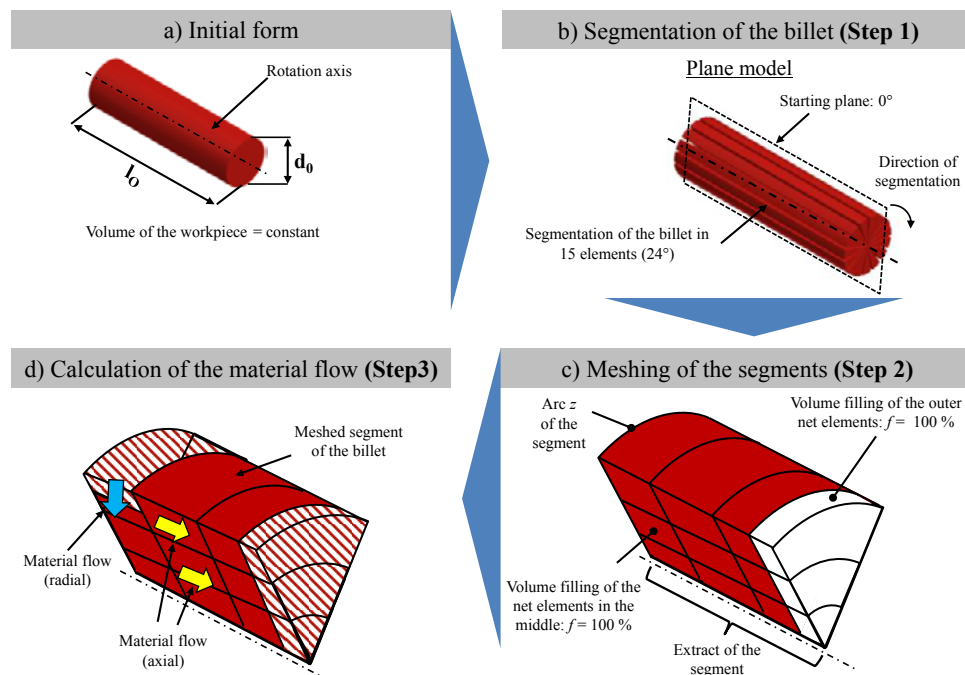 a) Initial form
Rotation axis
d0
lO
Volume of the workpiece = constant
b) Segmentation of the billet (Step 1)
Plane model
Starting plane: 0°
Direction of
segmentation
Segmentation of the billet in
15 elements (24°)
d) Calculation of the material flow (Step3)
Meshed segment
of the billet
Material flow
(radial)
Material flow
(axial)
c) Meshing of the segments (Step 2)
Arc z
of the
segment
Volume filling of the outer
net elements: f = 100 %
Volume filling of the
net elements in the
middle: f = 100 %
Extract of the
segment